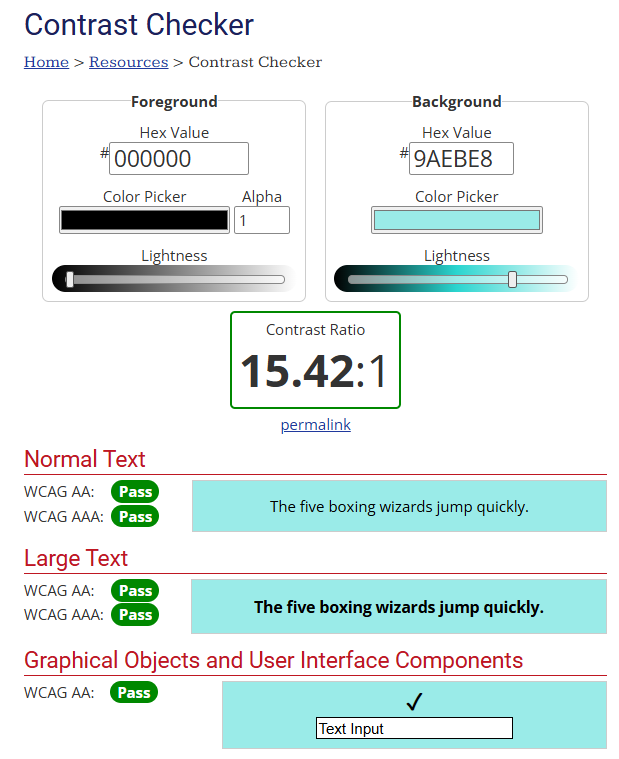 Contrast Checker
Home > Resources > Contrast Checker
Foreground
Hex Value
#000000
Color Picker Alpha
1
Lightness
Background
Hex Value
#9AEBE8
Color Picker
Lightness
Contrast Ratio
15.42:1
permalink
Normal Text
WCAG AA: Pass
WCAG AAA: Pass
The five boxing wizards jump quickly.
Large Text
WCAG AA: Pass
WCAG AAA: Pass
The five boxing wizards jump quickly.
Graphical Objects and User Interface Components
WCAG AA: Pass
✓
Text Input